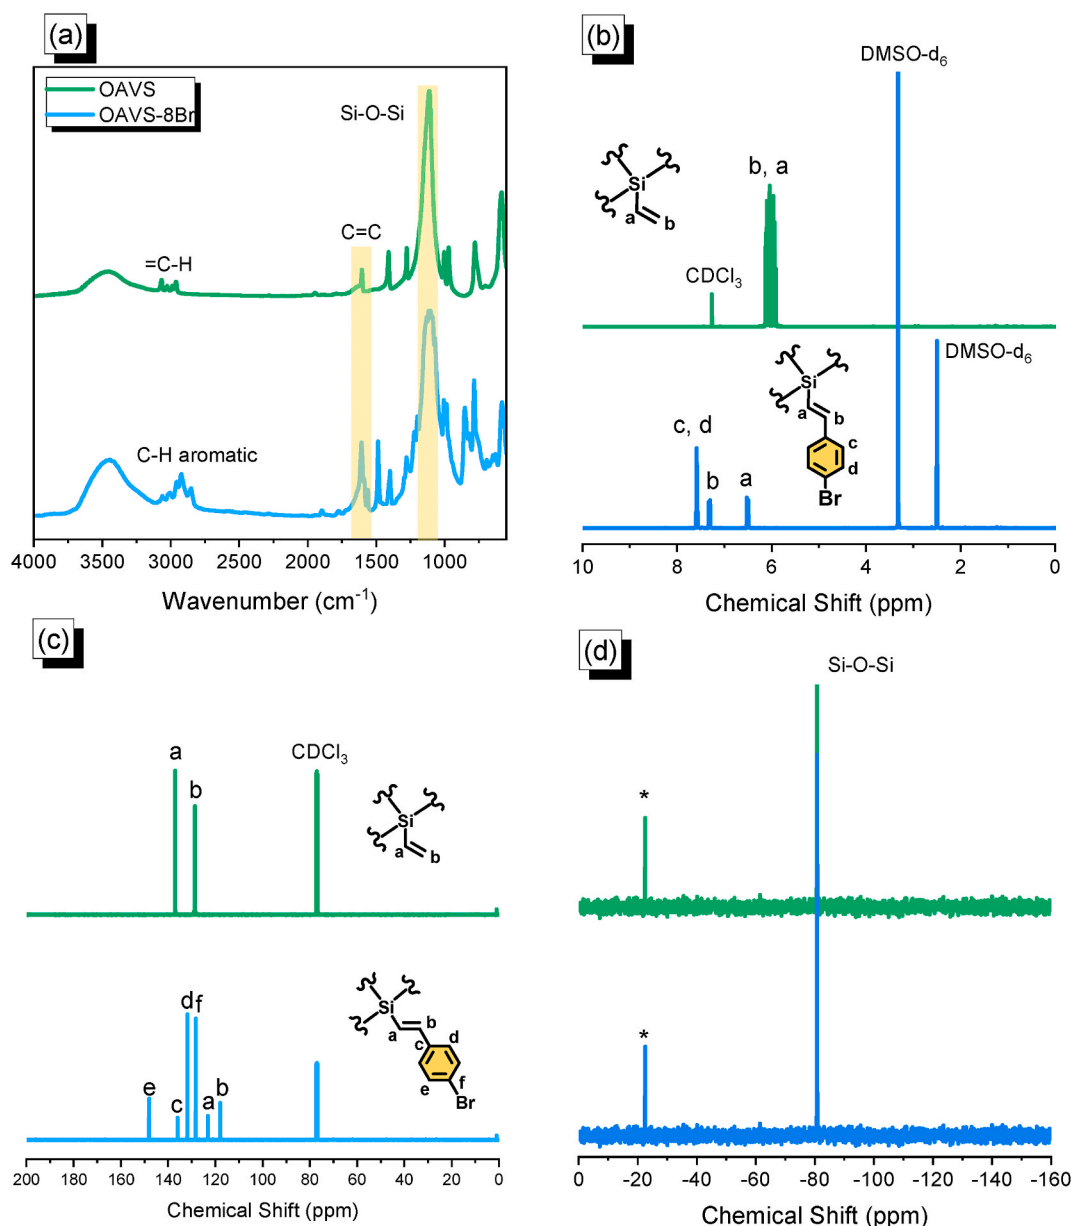 (a)
OAVS
OAVS-8Br
Si-O-Si
C=C
=C-H
C-H aromatic
4000 3500 3000 2500 2000 1500 1000
Wavenumber (cm-1)
(b)
DMSO-d6
b, a
Si
a b
CDCl3
DMSO-d6
Si
a b
c, d
c
b a
d
Br
10 8 6 4 2 0
Chemical Shift (ppm)
(c)
a
CDCl3
b
Si
a b
d f
Si
a b
c d
e
b
c a
e f
Br
200 180 160 140 120 100 80 60 40 20 0
Chemical Shift (ppm)
(d)
Si-O-Si
*
*
0 -20 -40 -60 -80 -100 -120 -140 -160
Chemical Shift (ppm)